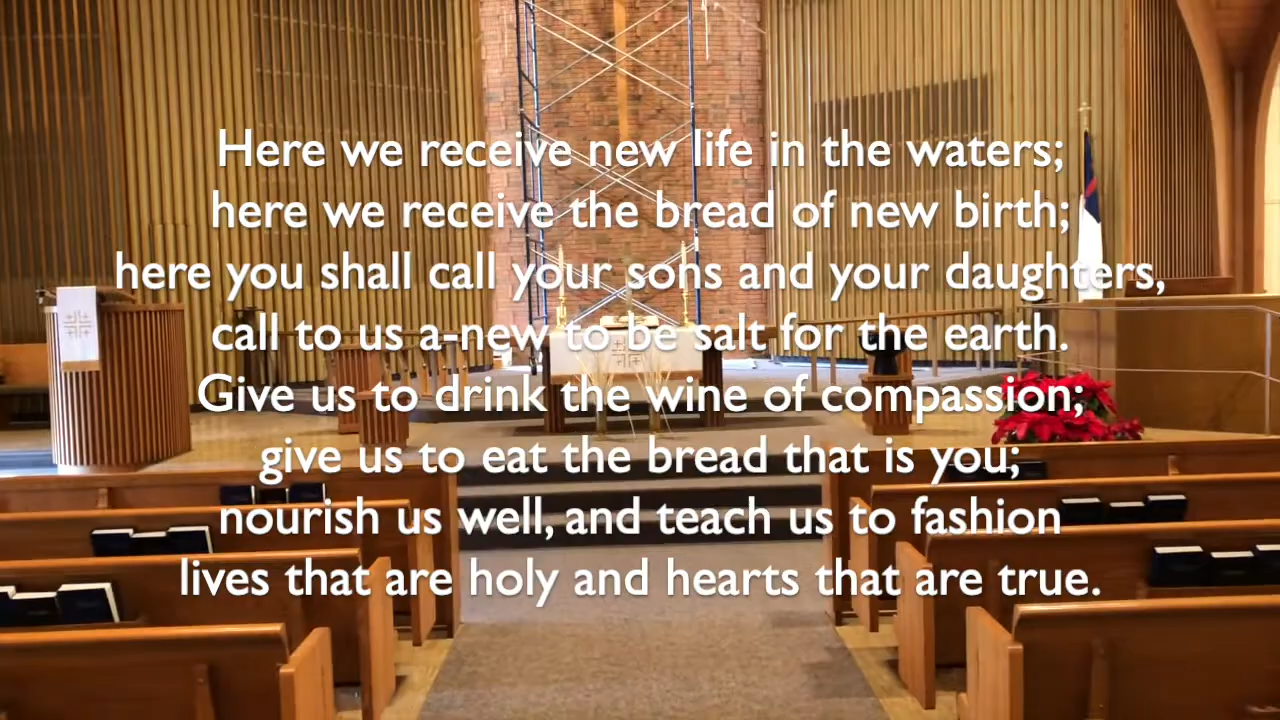 Here we receive new life in the waters;
here we receive the bread of new birth;
here you shall call your sons and your daughters,
call to us a-new to be salt for the earth.
Give us to drink the wine of compassion;
give us to eat the bread that is you;
nourish us well, and teach us to fashion
lives that are holy and hearts that are true.